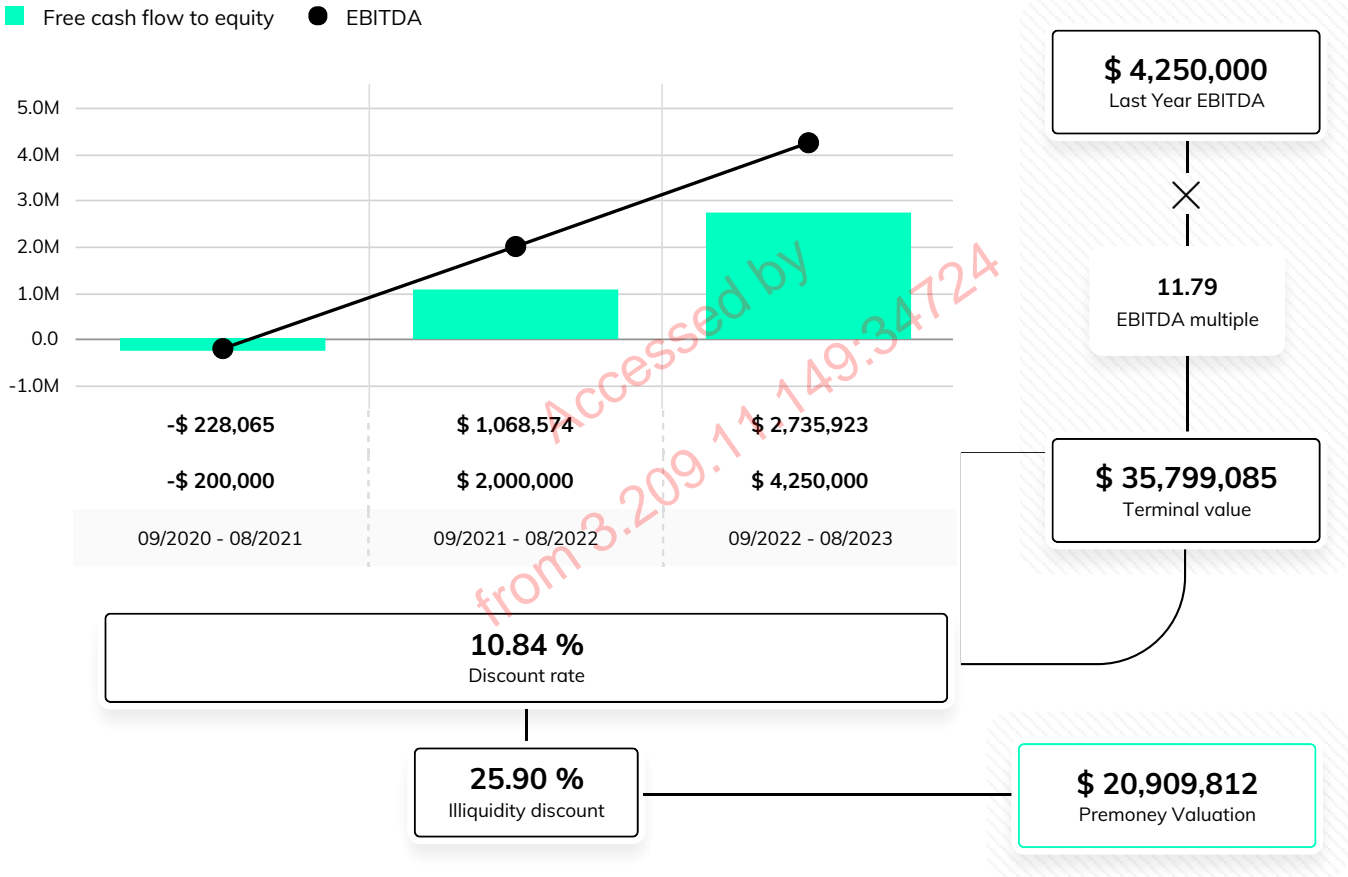 Free cash flow to equity
EBITDA
5.0M
4.0M
3.0M
2.0M
1.0M
0.0
-1.0M
-$ 228,065
$ 1,068,574
$ 2,735,923
-$ 200,000
$ 2,000,000
$ 4,250,000
09/2020 - 08/2021
09/2021 - 08/2022
09/2022 - 08/2023
$ 4,250,000
Last Year EBITDA
11.79
EBITDA multiple
$ 35,799,085
Terminal value
10.84 %
Discount rate
25.90 %
Illiquidity discount
$ 20,909,812
Premoney Valuation
Accessed by
from 3.209.11.149:34724